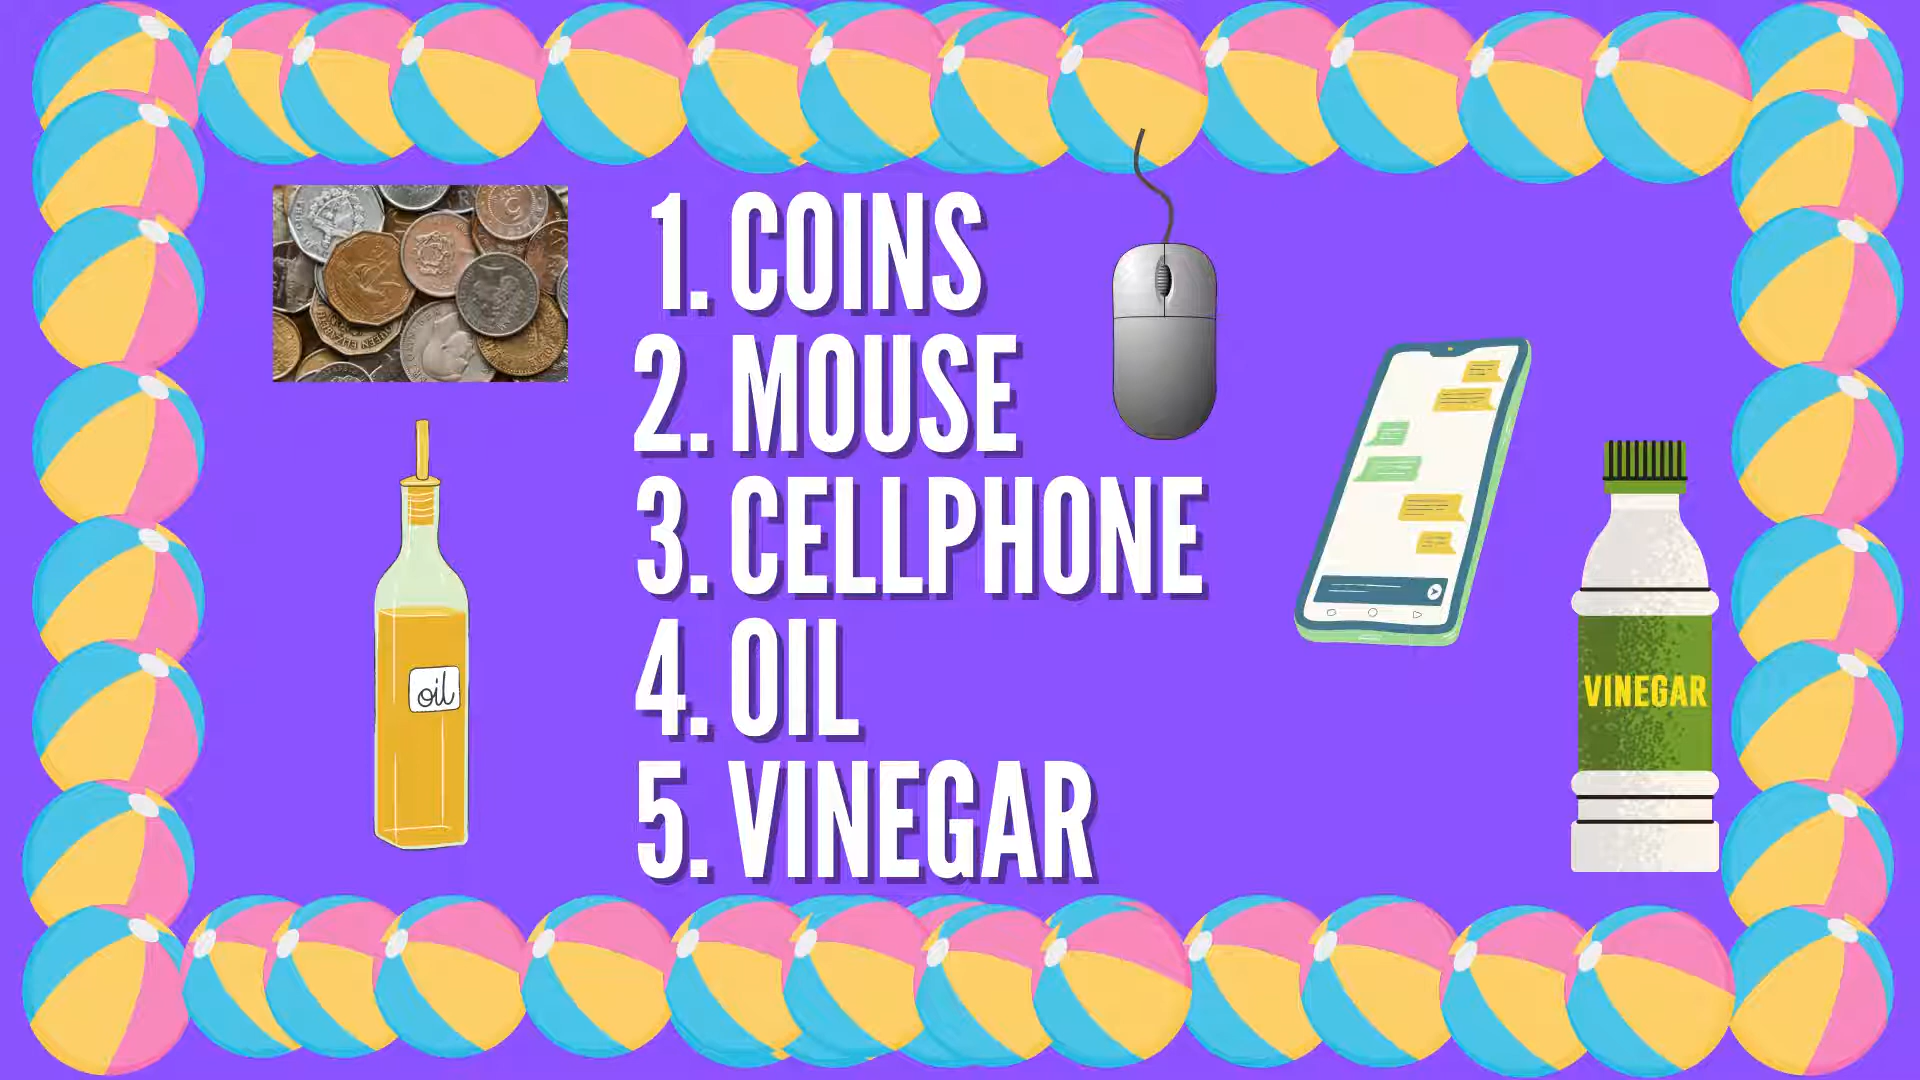 1. COINS
2. MOUSE
3. CELLPHONE
4. OIL
5. VINEGAR
oil
VINEGAR